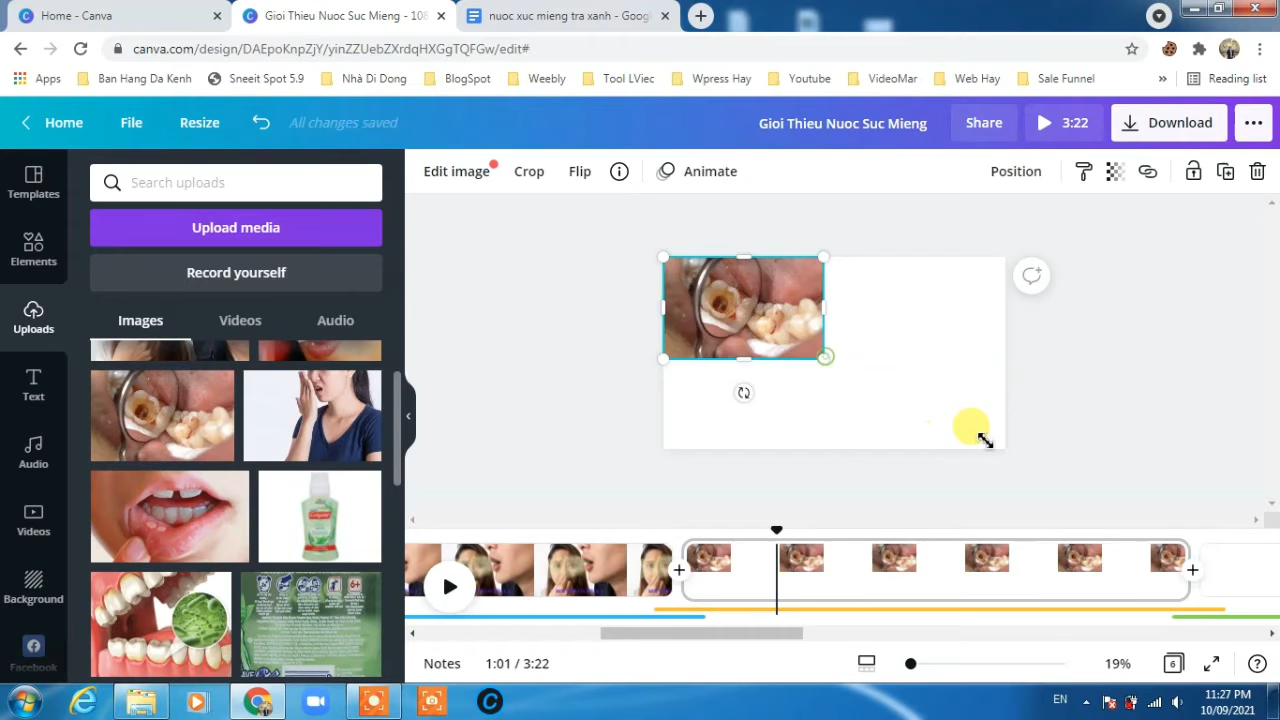 Home - Canva
Gioi Thieu Nuoc Suc Mieng - 108
nuoc xuc mieng tra xanh - Goog
canva.com/design/DAEpoKnpZjY/yinZZUebZXrdqHXGgTQFGw/edit#
Apps
Ban Hang Da Kenh
Sneeit Spot 5.9
Nhà Di Dong
BlogSpot
Weebly
Tool LViec
Wpress Hay
Youtube
VideoMar
Web Hay
Sale Funnel
»
Reading list
Home
File
Resize
All changes saved
Gioi Thieu Nuoc Suc Mieng
Share
3:22
Download
Templates
Elements
Uploads
Text
Audio
Videos
Background
Facebook
Search uploads
Upload media
Record yourself
Images
Videos
Audio
Edit image
Crop
Flip
Animate
Position
Notes
1:01 / 3:22
19%
6
EN
11:27 PM
10/09/2021